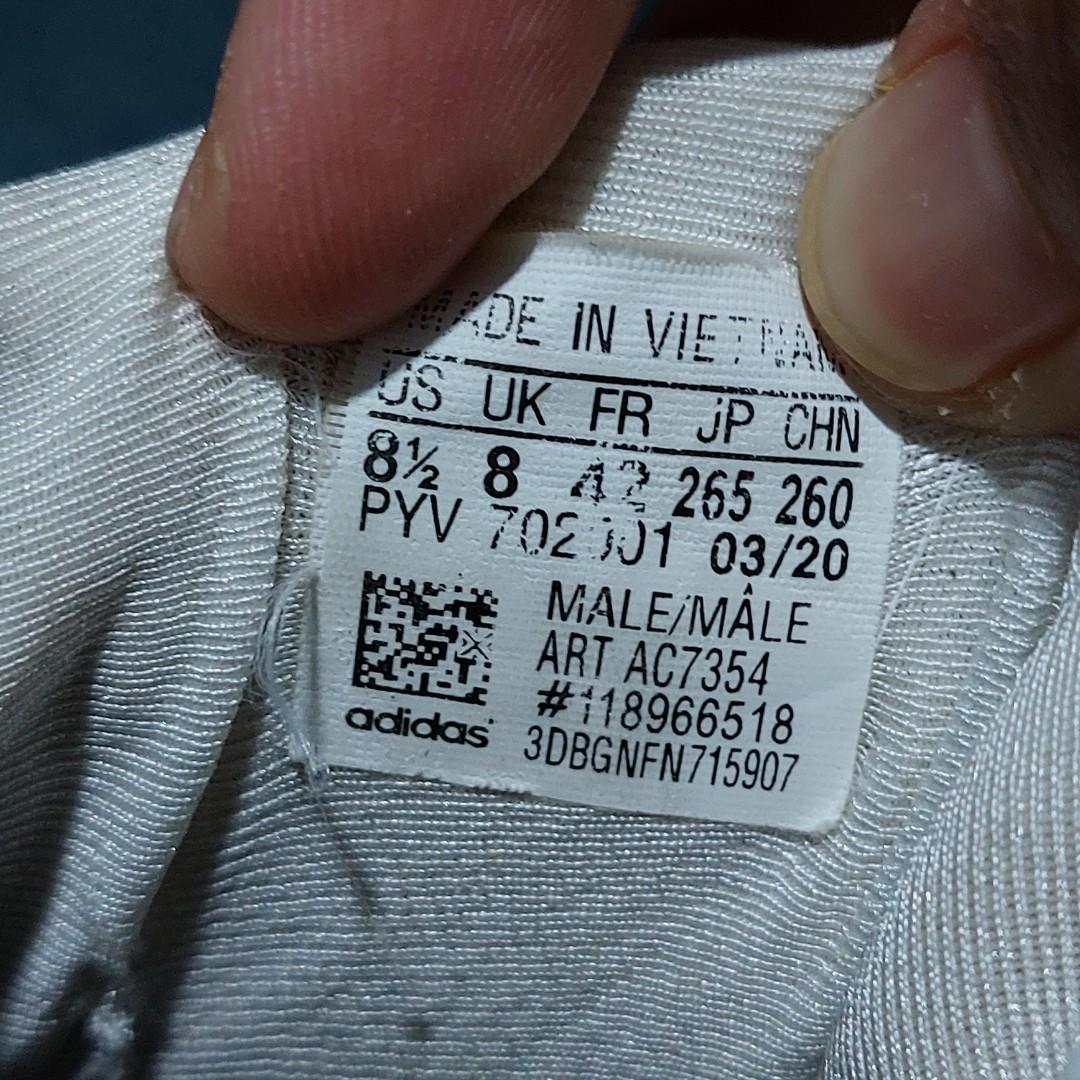 MADE IN VIETNAM
US UK FR JP CHN
8½ 8 42 265 260
PYV 702001 03/20
MALE/MÂLE
ART AC7354
#118966518
3DBGNFN715907
adidas